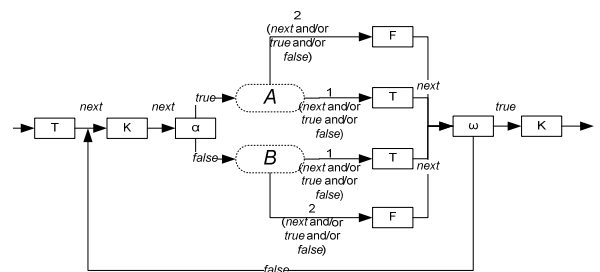 2
(next and/or
true and/or
false)
F
next
true
A
1
(next and/or
true and/or
false)
T
next
next
true
T
K
α
ω
K
false
B
1
(next and/or
true and/or
false)
T
next
2
(next and/or
true and/or
false)
F
false